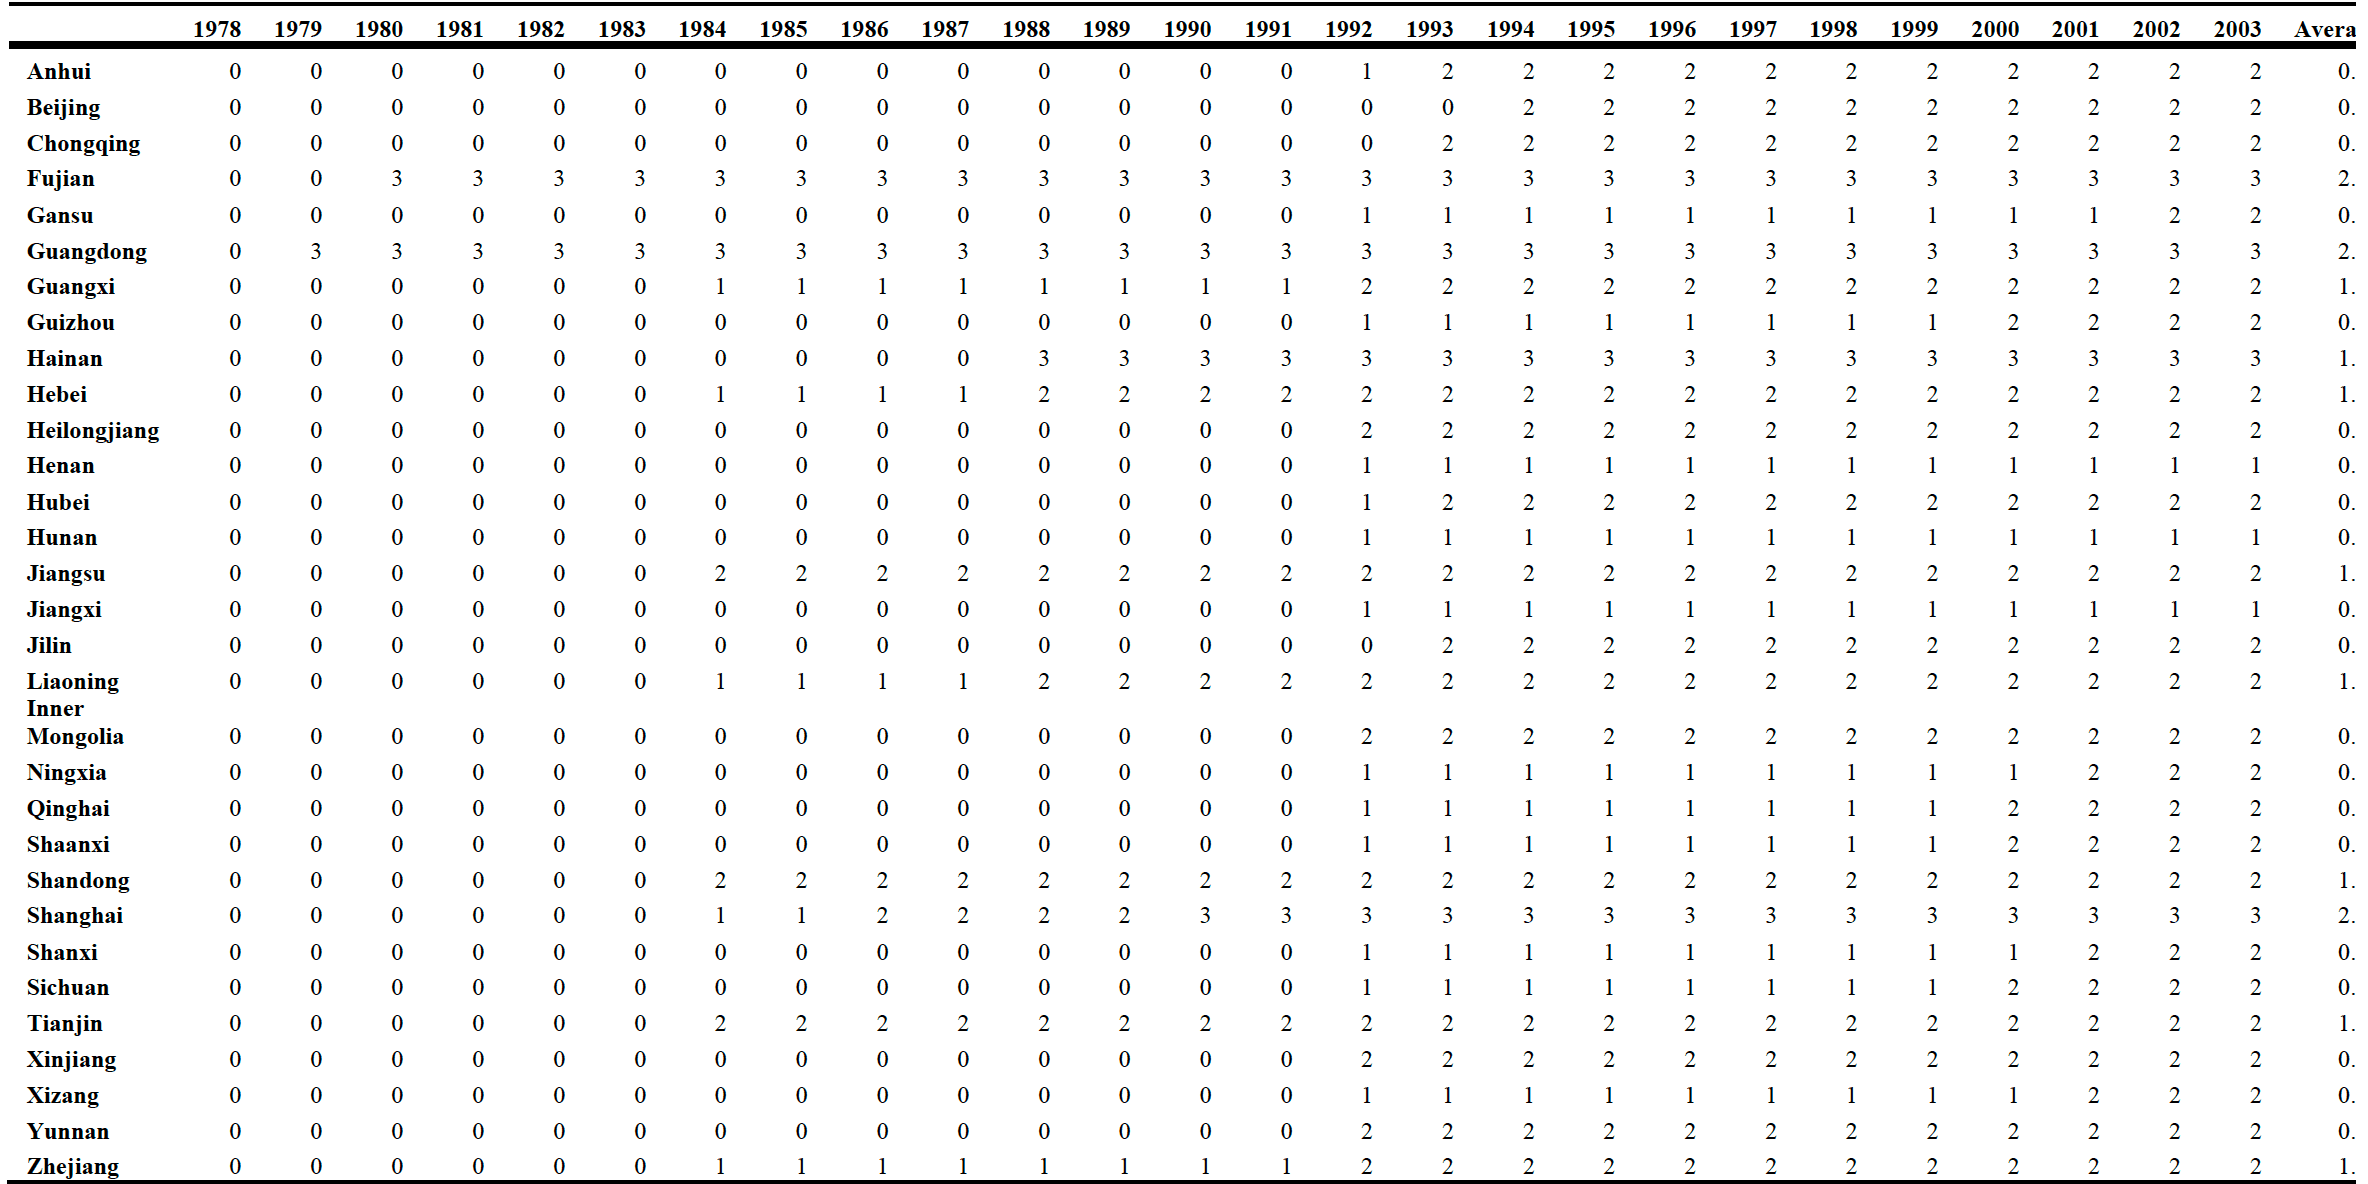 1978 1979 1980 1981 1982 1983 1984 1985 1986 1987 1988 1989 1990 1991 1992 1993 1994 1995 1996 1997 1998 1999 2000 2001 2002 2003 Avera
Anhui 0 0 0 0 0 0 0 0 0 0 0 0 0 0 1 2 2 2 2 2 2 2 2 2 2 2 0.
Beijing 0 0 0 0 0 0 0 0 0 0 0 0 0 0 0 0 2 2 2 2 2 2 2 2 2 2 0.
Chongqing 0 0 0 0 0 0 0 0 0 0 0 0 0 0 0 2 2 2 2 2 2 2 2 2 2 2 0.
Fujian 0 0 3 3 3 3 3 3 3 3 3 3 3 3 3 3 3 3 3 3 3 3 3 3 3 3 2.
Gansu 0 0 0 0 0 0 0 0 0 0 0 0 0 0 1 1 1 1 1 1 1 1 1 1 2 2 0.
Guangdong 0 3 3 3 3 3 3 3 3 3 3 3 3 3 3 3 3 3 3 3 3 3 3 3 3 3 2.
Guangxi 0 0 0 0 0 0 1 1 1 1 1 1 1 1 2 2 2 2 2 2 2 2 2 2 2 2 1.
Guizhou 0 0 0 0 0 0 0 0 0 0 0 0 0 0 1 1 1 1 1 1 1 1 2 2 2 2 0.
Hainan 0 0 0 0 0 0 0 0 0 0 3 3 3 3 3 3 3 3 3 3 3 3 3 3 3 3 1.
Hebei 0 0 0 0 0 0 1 1 1 1 2 2 2 2 2 2 2 2 2 2 2 2 2 2 2 2 1.
Heilongjiang 0 0 0 0 0 0 0 0 0 0 0 0 0 0 2 2 2 2 2 2 2 2 2 2 2 2 0.
Henan 0 0 0 0 0 0 0 0 0 0 0 0 0 0 1 1 1 1 1 1 1 1 1 1 1 1 0.
Hubei 0 0 0 0 0 0 0 0 0 0 0 0 0 0 1 2 2 2 2 2 2 2 2 2 2 2 0.
Hunan 0 0 0 0 0 0 0 0 0 0 0 0 0 0 1 1 1 1 1 1 1 1 1 1 1 1 0.
Jiangsu 0 0 0 0 0 0 2 2 2 2 2 2 2 2 2 2 2 2 2 2 2 2 2 2 2 2 1.
Jiangxi 0 0 0 0 0 0 0 0 0 0 0 0 0 0 1 1 1 1 1 1 1 1 1 1 1 1 0.
Jilin 0 0 0 0 0 0 0 0 0 0 0 0 0 0 0 2 2 2 2 2 2 2 2 2 2 2 0.
Liaoning 0 0 0 0 0 0 1 1 1 1 2 2 2 2 2 2 2 2 2 2 2 2 2 2 2 2 1.
Inner
Mongolia 0 0 0 0 0 0 0 0 0 0 0 0 0 0 2 2 2 2 2 2 2 2 2 2 2 2 0.
Ningxia 0 0 0 0 0 0 0 0 0 0 0 0 0 0 1 1 1 1 1 1 1 1 1 2 2 2 0.
Qinghai 0 0 0 0 0 0 0 0 0 0 0 0 0 0 1 1 1 1 1 1 1 1 2 2 2 2 0.
Shaanxi 0 0 0 0 0 0 0 0 0 0 0 0 0 0 1 1 1 1 1 1 1 1 2 2 2 2 0.
Shandong 0 0 0 0 0 0 2 2 2 2 2 2 2 2 2 2 2 2 2 2 2 2 2 2 2 2 1.
Shanghai 0 0 0 0 0 0 1 1 2 2 2 2 3 3 3 3 3 3 3 3 3 3 3 3 3 3 2.
Shanxi 0 0 0 0 0 0 0 0 0 0 0 0 0 0 1 1 1 1 1 1 1 1 1 2 2 2 0.
Sichuan 0 0 0 0 0 0 0 0 0 0 0 0 0 0 1 1 1 1 1 1 1 1 2 2 2 2 0.
Tianjin 0 0 0 0 0 0 2 2 2 2 2 2 2 2 2 2 2 2 2 2 2 2 2 2 2 2 1.
Xinjiang 0 0 0 0 0 0 0 0 0 0 0 0 0 0 2 2 2 2 2 2 2 2 2 2 2 2 0.
Xizang 0 0 0 0 0 0 0 0 0 0 0 0 0 0 1 1 1 1 1 1 1 1 1 2 2 2 0.
Yunnan 0 0 0 0 0 0 0 0 0 0 0 0 0 0 2 2 2 2 2 2 2 2 2 2 2 2 0.
Zhejiang 0 0 0 0 0 0 1 1 1 1 1 1 1 1 2 2 2 2 2 2 2 2 2 2 2 2 1.